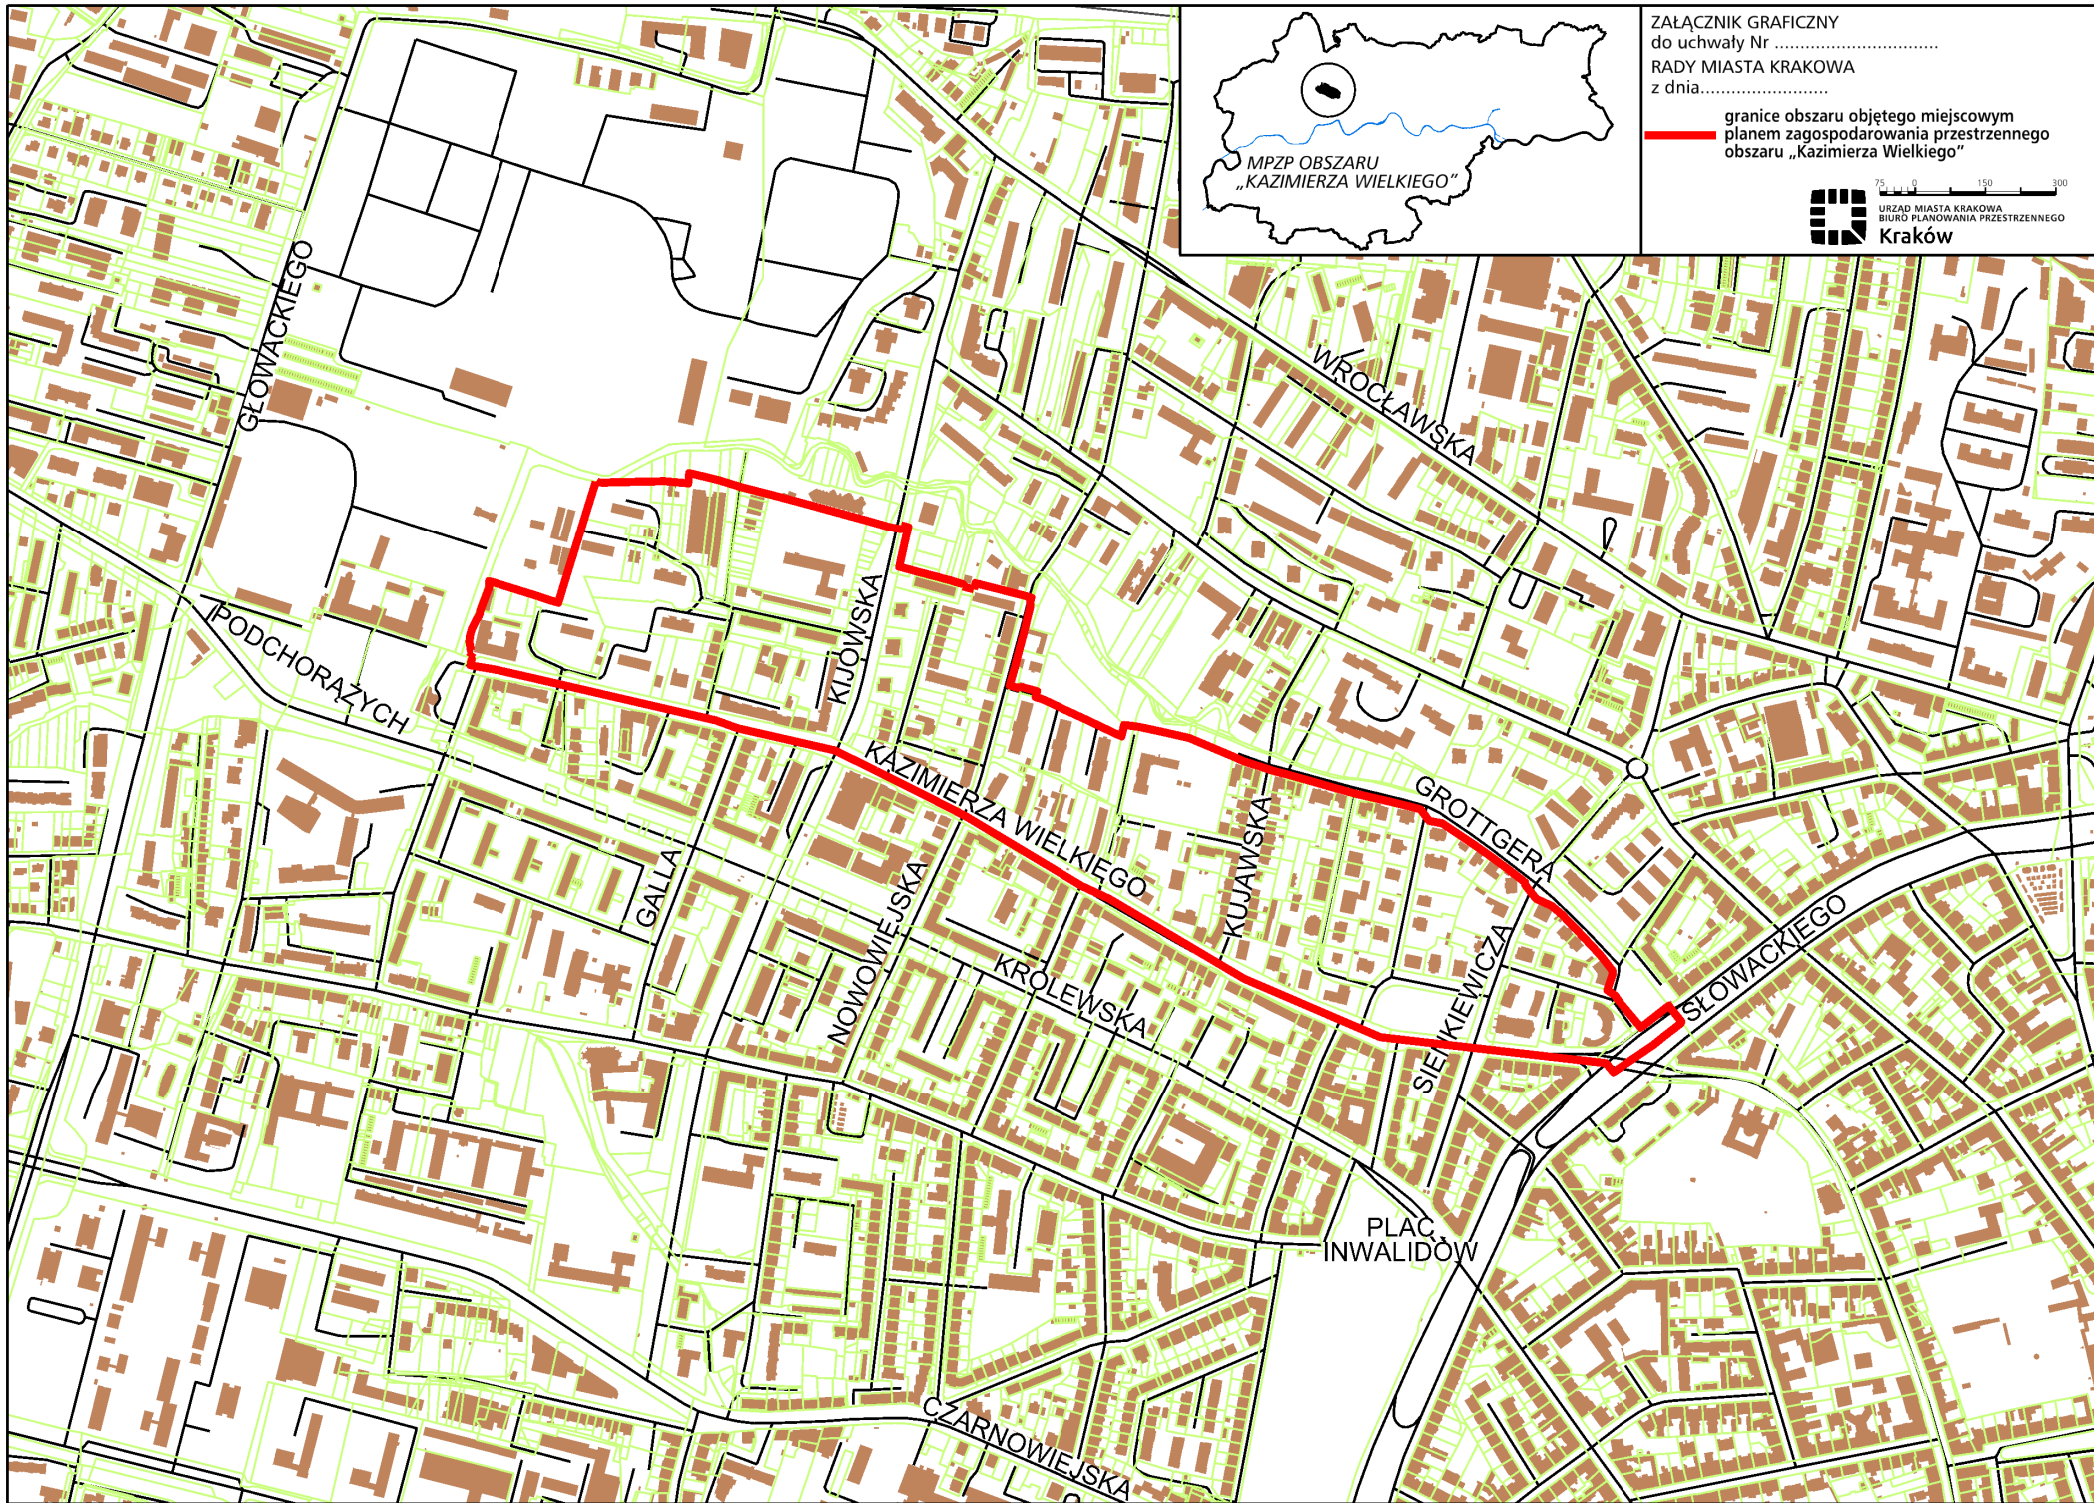 ZAŁĄCZNIK GRAFICZNY
do uchwały Nr ................................
RADY MIASTA KRAKOWA
z dnia.........................
granice obszaru objętego miejscowym
planem zagospodarowania przestrzennego
obszaru „Kazimierza Wielkiego”
75 0 150 300
URZĄD MIASTA KRAKOWA
BIURO PLANOWANIA PRZESTRZENNEGO
Kraków
MPZP OBSZARU
„KAZIMIERZA WIELKIEGO”
GŁOWACKIEGO
WROCŁAWSKA
PODCHORĄŻYCH
KIJOWSKA
KAZIMIERZA WIELKIEGO
GROTTGERA
KUJAWSKA
GALLA
NOWOWIEJSKA
KRÓLEWSKA
SIENKIEWICZA
SŁOWACKIEGO
PLAC
INWALIDÓW
CZARNOWIEJSKA